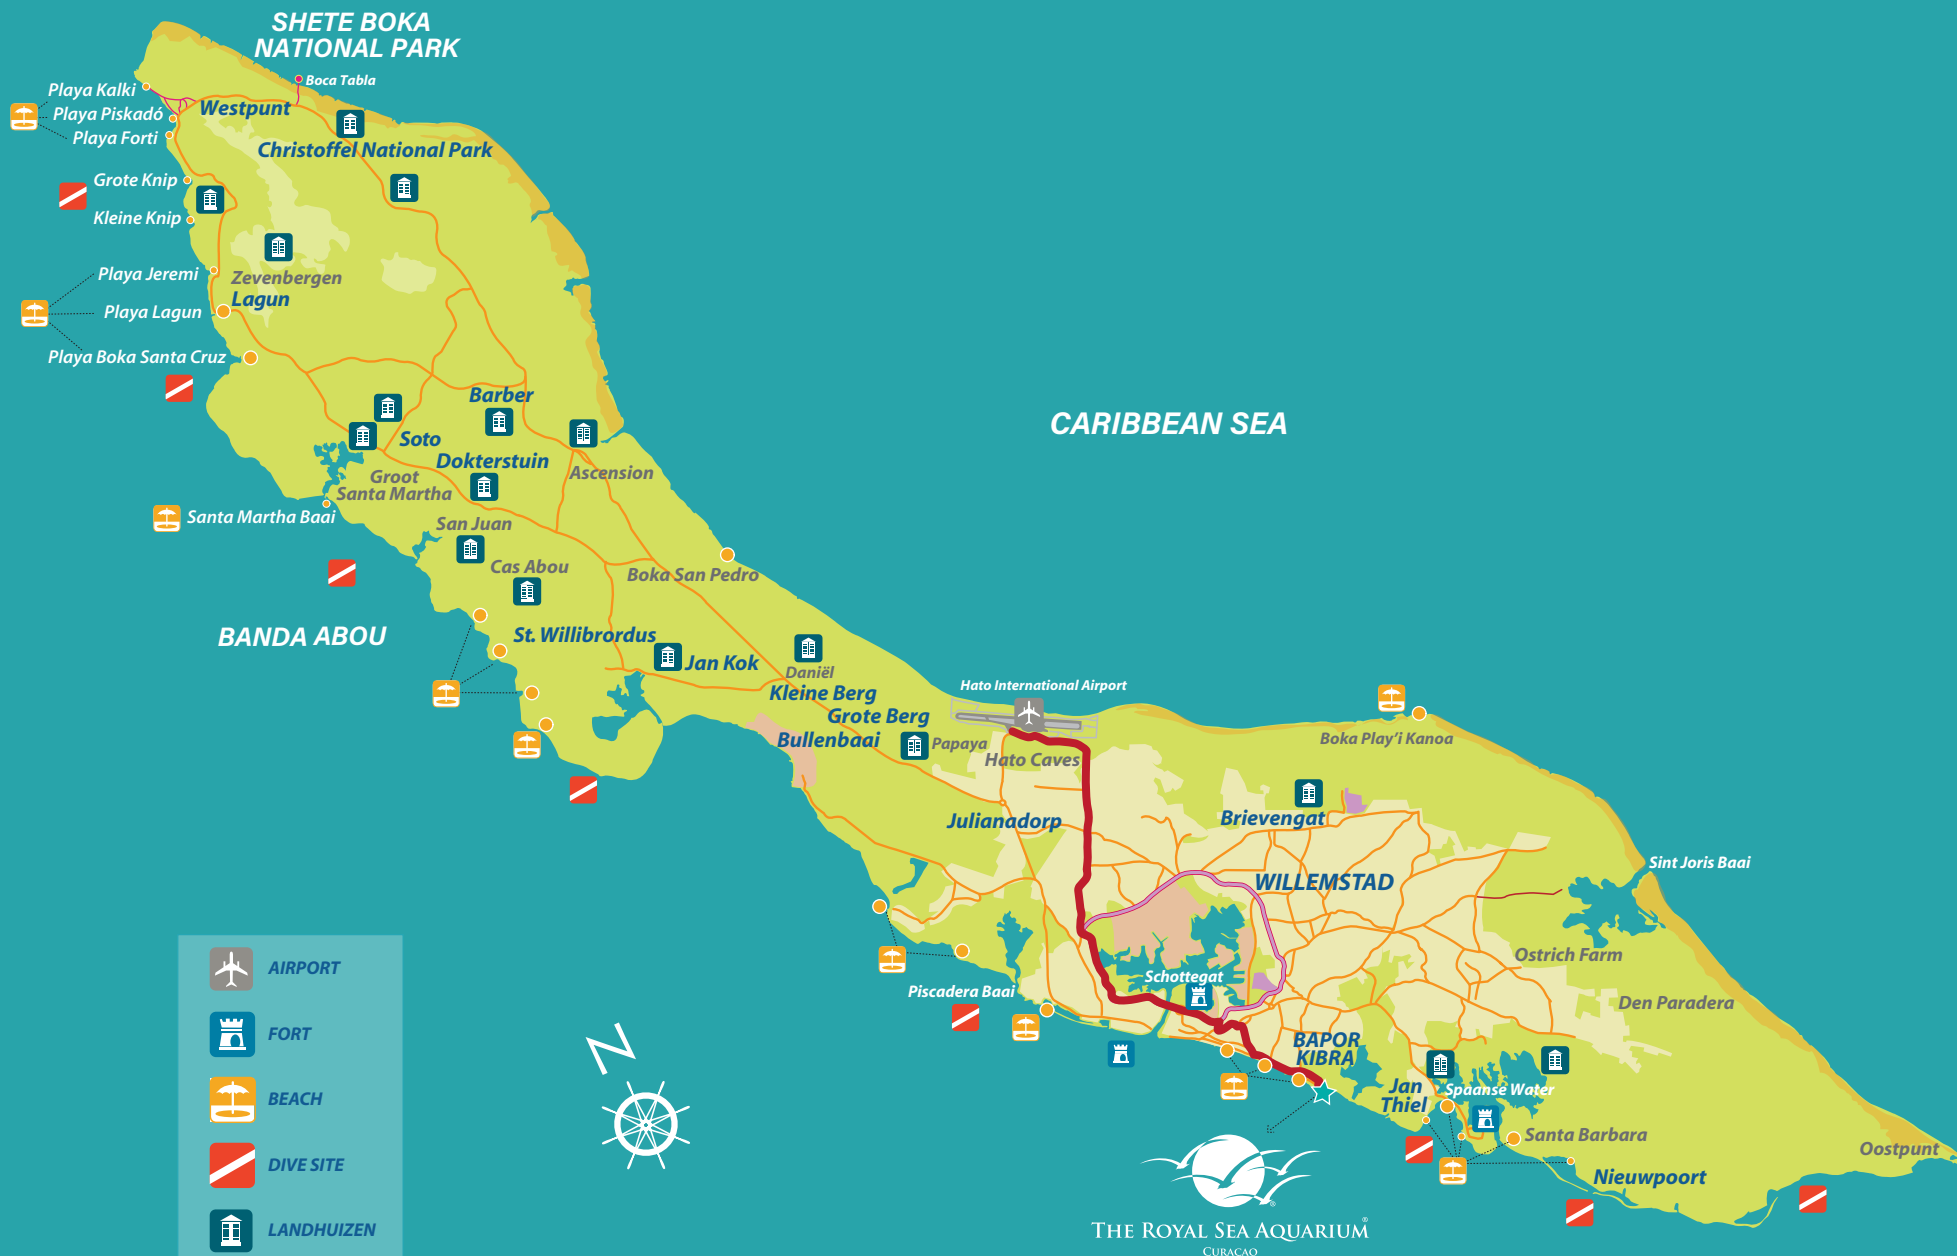 SHETE BOKA
NATIONAL PARK
Boca Tabla
Playa Kalki
Playa Piskadó
Playa Forti
Westpunt
Christoffel National Park
Grote Knip
Kleine Knip
Playa Jeremi
Zevenbergen
Lagun
Playa Lagun
Playa Boka Santa Cruz
Barber
Soto
Dokterstuin
Groot
Santa Martha
Ascension
Santa Martha Baai
San Juan
Cas Abou
Boka San Pedro
CARIBBEAN SEA
BANDA ABOU
St. Willibrordus
Jan Kok
Daniël
Kleine Berg
Grote Berg
Bullenbaai
Papaya
Hato International Airport
Hato Caves
Boka Play'i Kanoa
Julianadorp
Brievengat
Sint Joris Baai
WILLEMSTAD
Ostrich Farm
Schottegat
Piscadera Baai
Den Paradera
BAPOR
KIBRA
Jan
Thiel
Spaanse Water
Santa Barbara
Oostpunt
Nieuwpoort
AIRPORT
FORT
BEACH
DIVE SITE
LANDHUIZEN
N
THE ROYAL SEA AQUARIUM®
CURACAO